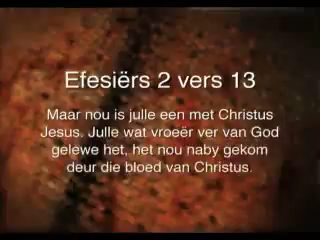 Efesiërs 2 vers 13
Maar nou is julle een met Christus
Jesus. Julle wat vroeër ver van God
gelewe het, het nou naby gekom
deur die bloed van Christus.